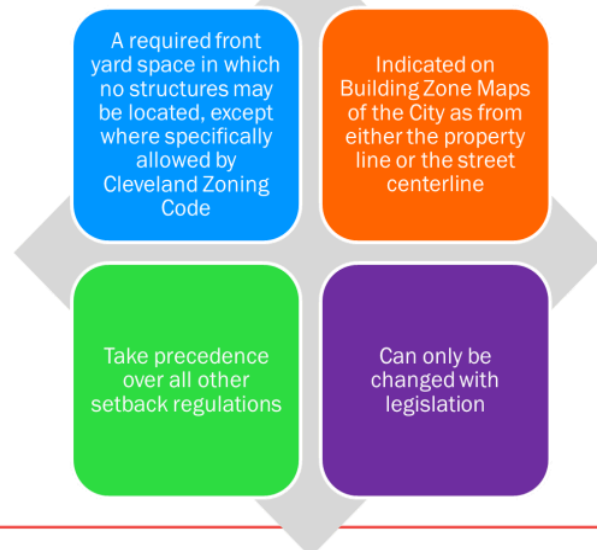 A required front
yard space in which
no structures may
be located, except
where specifically
allowed by
Cleveland Zoning
Code
Indicated on
Building Zone Maps
of the City as from
either the property
line or the street
centerline
Take precedence
over all other
setback regulations
Can only be
changed with
legislation